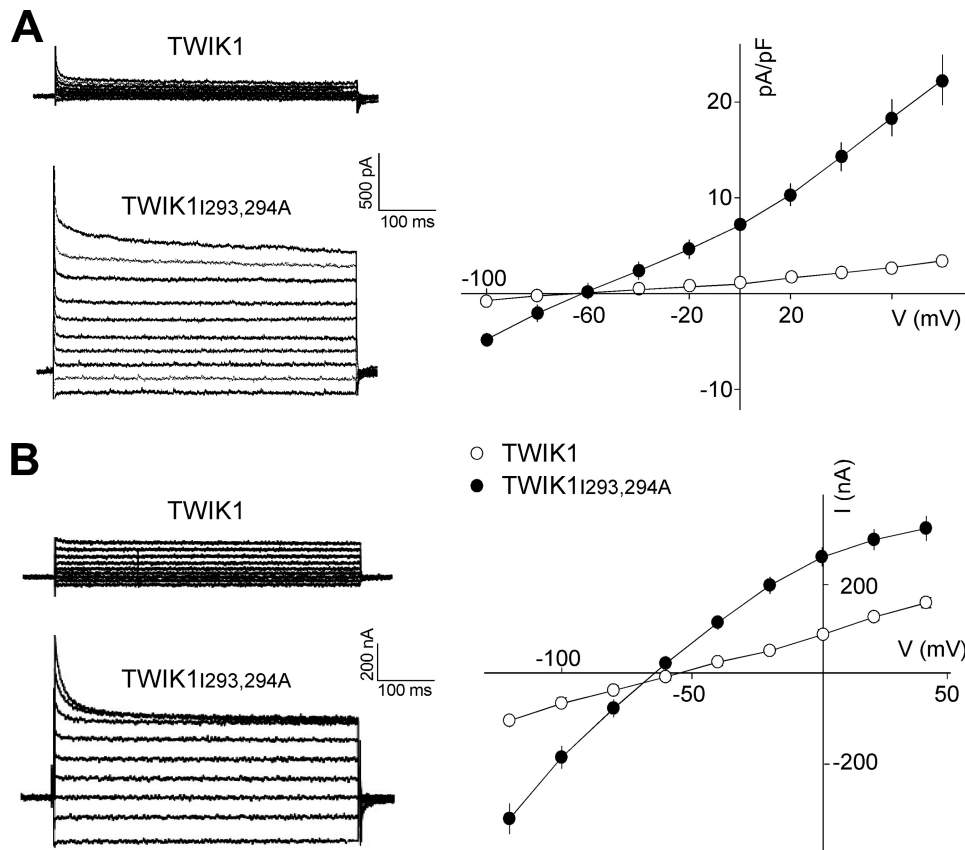 A
TWIK1
500 pA
100 ms
TWIK1I293,294A
pA/pF
20
10
-100
-60
-20
20
V (mV)
-10
B
TWIK1
TWIK1I293,294A
TWIK1
200 nA
100 ms
TWIK1I293,294A
I (nA)
200
V (mV)
-100
-50
50
-200